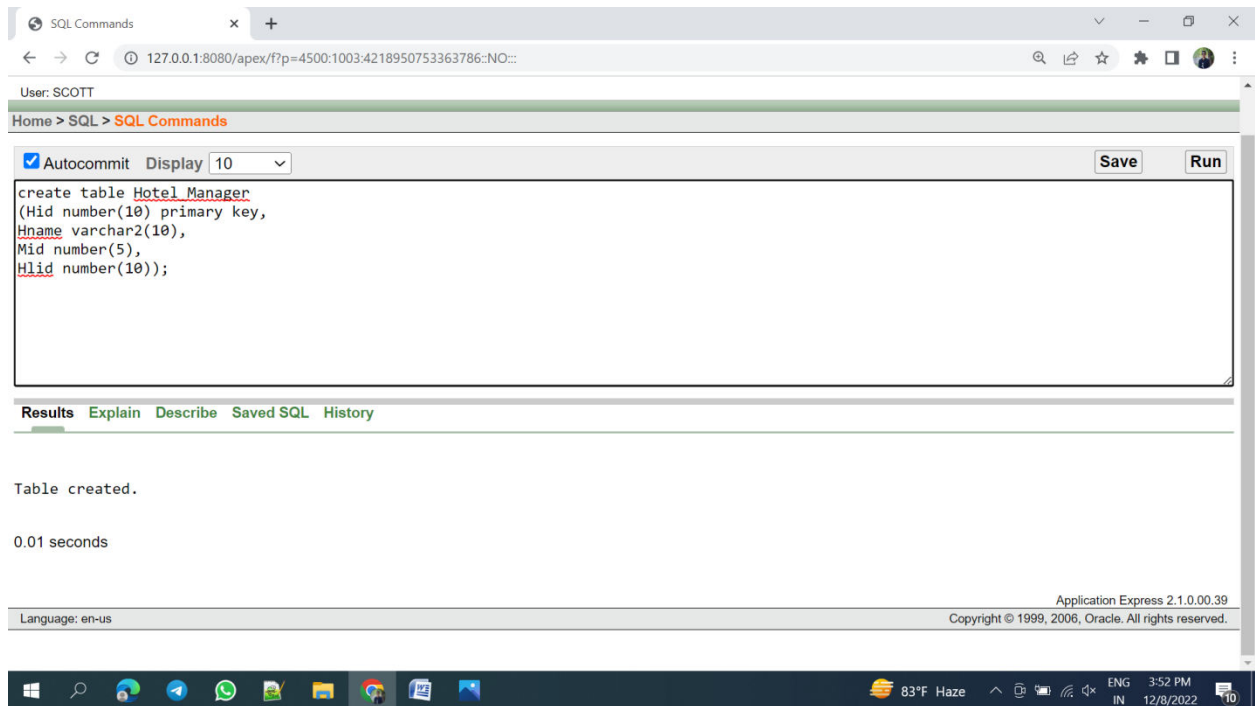 SQL Commands
127.0.0.1:8080/apex/f?p=4500:1003:4218950753363786::NO:::
User: SCOTT
Home > SQL > SQL Commands
Autocommit Display 10 Save Run
create table Hotel_Manager
(Hid number(10) primary key,
Hname varchar2(10),
Mid number(5),
Hlid number(10));
Results Explain Describe Saved SQL History
Table created.
0.01 seconds
Application Express 2.1.0.00.39
Language: en-us Copyright © 1999, 2006, Oracle. All rights reserved.
83°F Haze ENG 3:52 PM
IN 12/8/2022 10